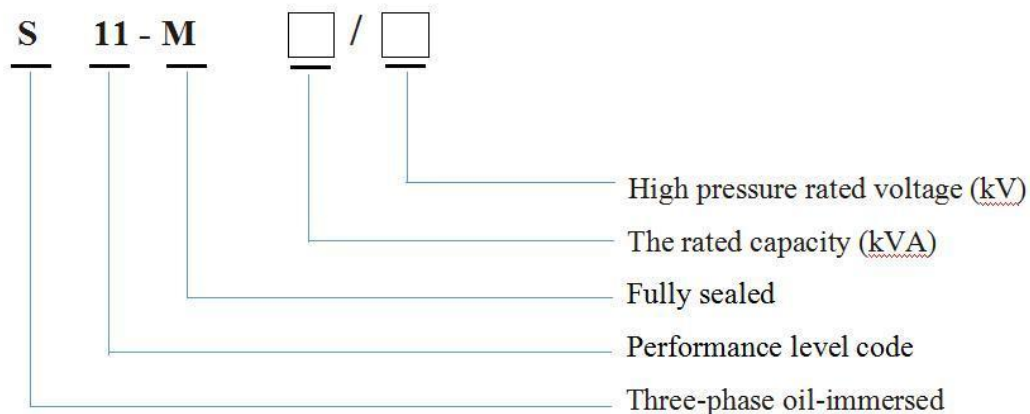 S 11 - M □ / □
High pressure rated voltage (kV)
The rated capacity (kVA)
Fully sealed
Performance level code
Three-phase oil-immersed